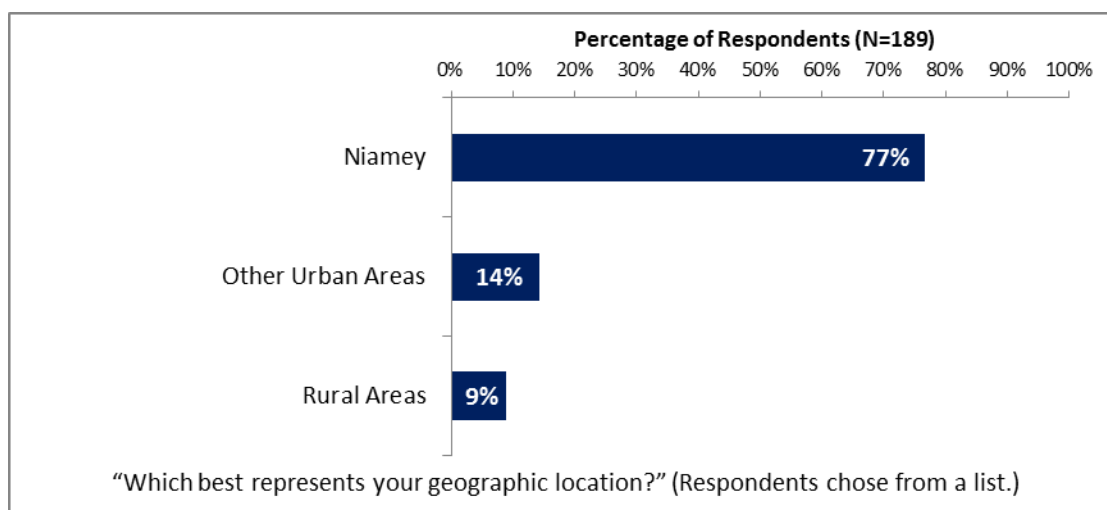 Percentage of Respondents (N=189)
0% 10% 20% 30% 40% 50% 60% 70% 80% 90% 100%
Niamey 77%
Other Urban Areas 14%
Rural Areas 9%
“Which best represents your geographic location?” (Respondents chose from a list.)